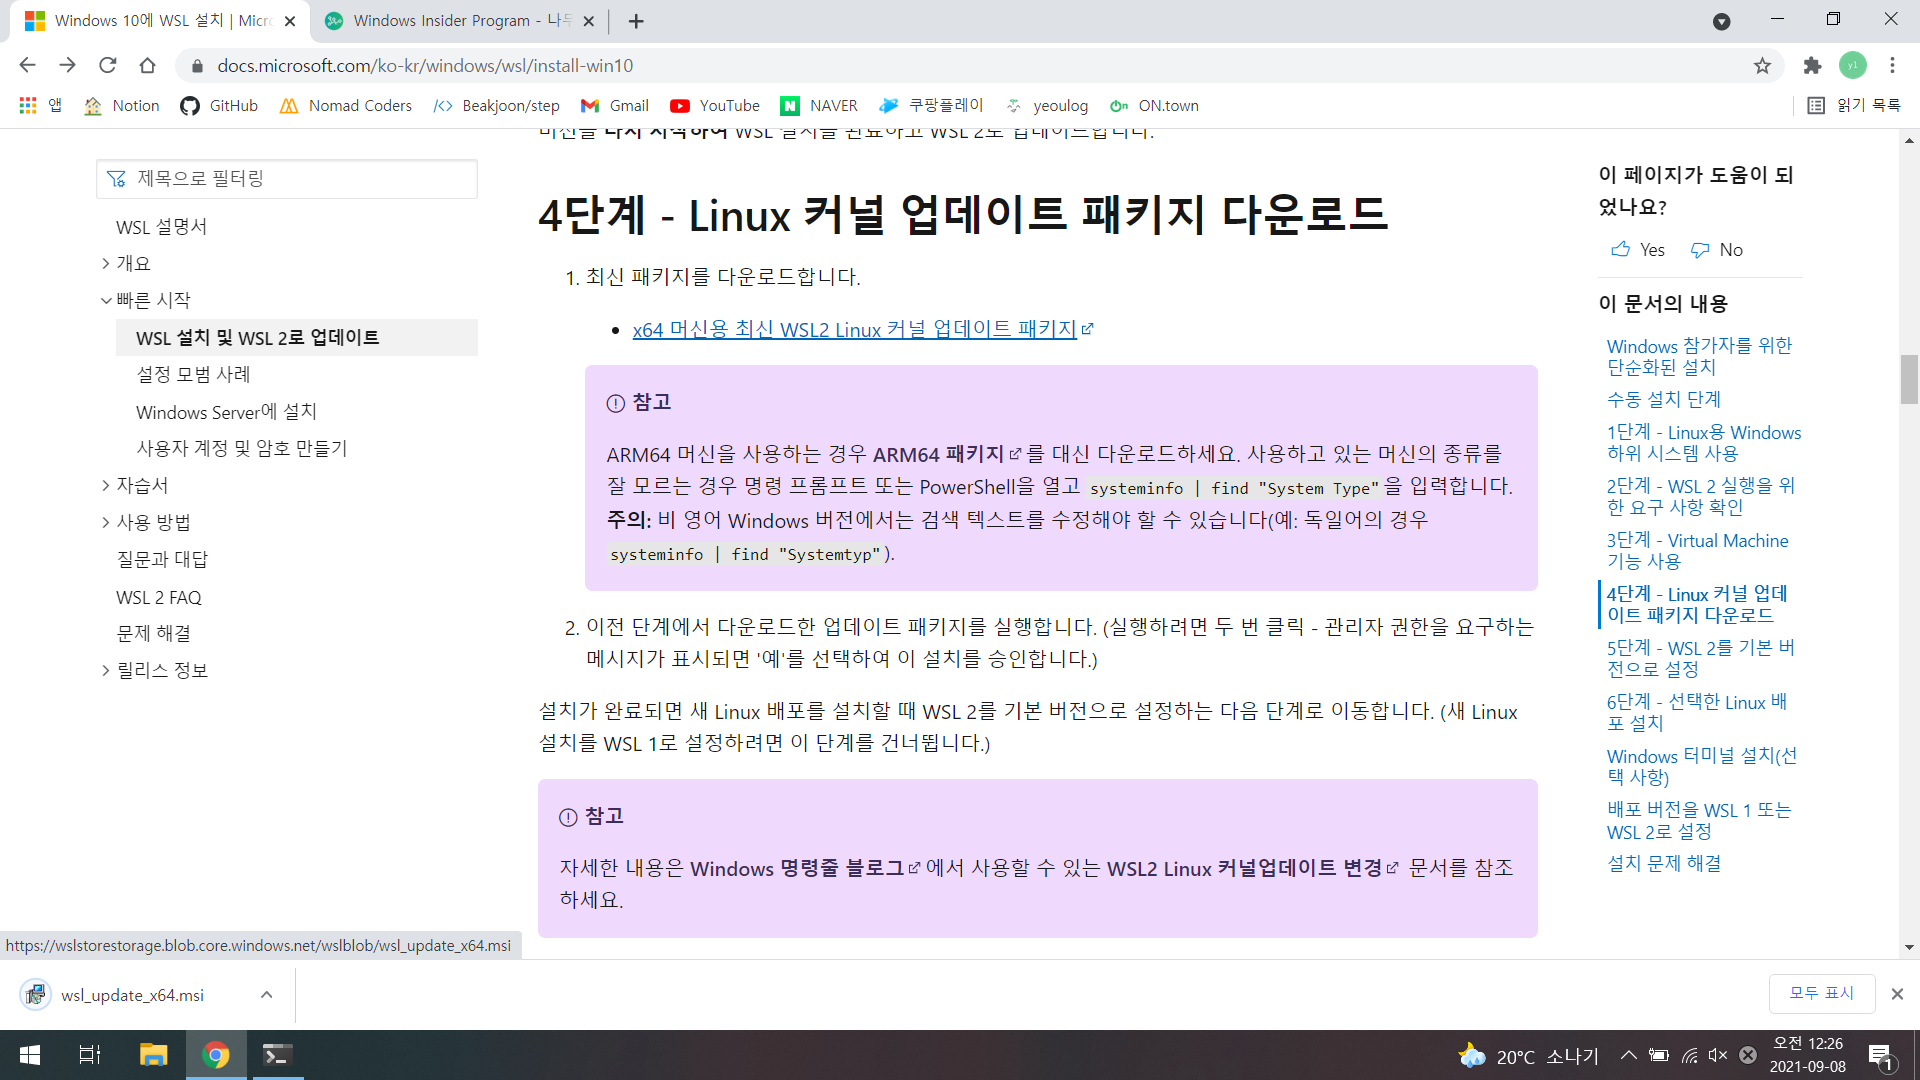 Windows 10에 WSL 설치 | Micro
Windows Insider Program - 나무
docs.microsoft.com/ko-kr/windows/wsl/install-win10
y1
앱
Notion
GitHub
Nomad Coders
Beakjoon/step
Gmail
YouTube
NAVER
쿠팡플레이
yeoulog
ON.town
읽기 목록
머신을 다시 시작하여 WSL 설치를 완료하고 WSL 2로 업데이트합니다.
제목으로 필터링
WSL 설명서
개요
빠른 시작
WSL 설치 및 WSL 2로 업데이트
설정 모범 사례
Windows Server에 설치
사용자 계정 및 암호 만들기
자습서
사용 방법
질문과 대답
WSL 2 FAQ
문제 해결
릴리스 정보
4단계 - Linux 커널 업데이트 패키지 다운로드
1. 최신 패키지를 다운로드합니다.
• x64 머신용 최신 WSL2 Linux 커널 업데이트 패키지
참고
ARM64 머신을 사용하는 경우 ARM64 패키지를 대신 다운로드하세요. 사용하고 있는 머신의 종류를
잘 모르는 경우 명령 프롬프트 또는 PowerShell을 열고 systeminfo | find "System Type"을 입력합니다.
주의: 비 영어 Windows 버전에서는 검색 텍스트를 수정해야 할 수 있습니다(예: 독일어의 경우
systeminfo | find "Systemtyp").
2. 이전 단계에서 다운로드한 업데이트 패키지를 실행합니다. (실행하려면 두 번 클릭 - 관리자 권한을 요구하는
메시지가 표시되면 '예'를 선택하여 이 설치를 승인합니다.)
설치가 완료되면 새 Linux 배포를 설치할 때 WSL 2를 기본 버전으로 설정하는 다음 단계로 이동합니다. (새 Linux
설치를 WSL 1로 설정하려면 이 단계를 건너뜁니다.)
참고
자세한 내용은 Windows 명령줄 블로그에서 사용할 수 있는 WSL2 Linux 커널업데이트 변경 문서를 참조
하세요.
이 페이지가 도움이 되
었나요?
Yes
No
이 문서의 내용
Windows 참가자를 위한
단순화된 설치
수동 설치 단계
1단계 - Linux용 Windows
하위 시스템 사용
2단계 - WSL 2 실행을 위
한 요구 사항 확인
3단계 - Virtual Machine
기능 사용
4단계 - Linux 커널 업데
이트 패키지 다운로드
5단계 - WSL 2를 기본 버
전으로 설정
6단계 - 선택한 Linux 배
포 설치
Windows 터미널 설치(선
택 사항)
배포 버전을 WSL 1 또는
WSL 2로 설정
설치 문제 해결
https://wslstorestorage.blob.core.windows.net/wslblob/wsl_update_x64.msi
wsl_update_x64.msi
모두 표시
20°C 소나기
오전 12:26
2021-09-08
1